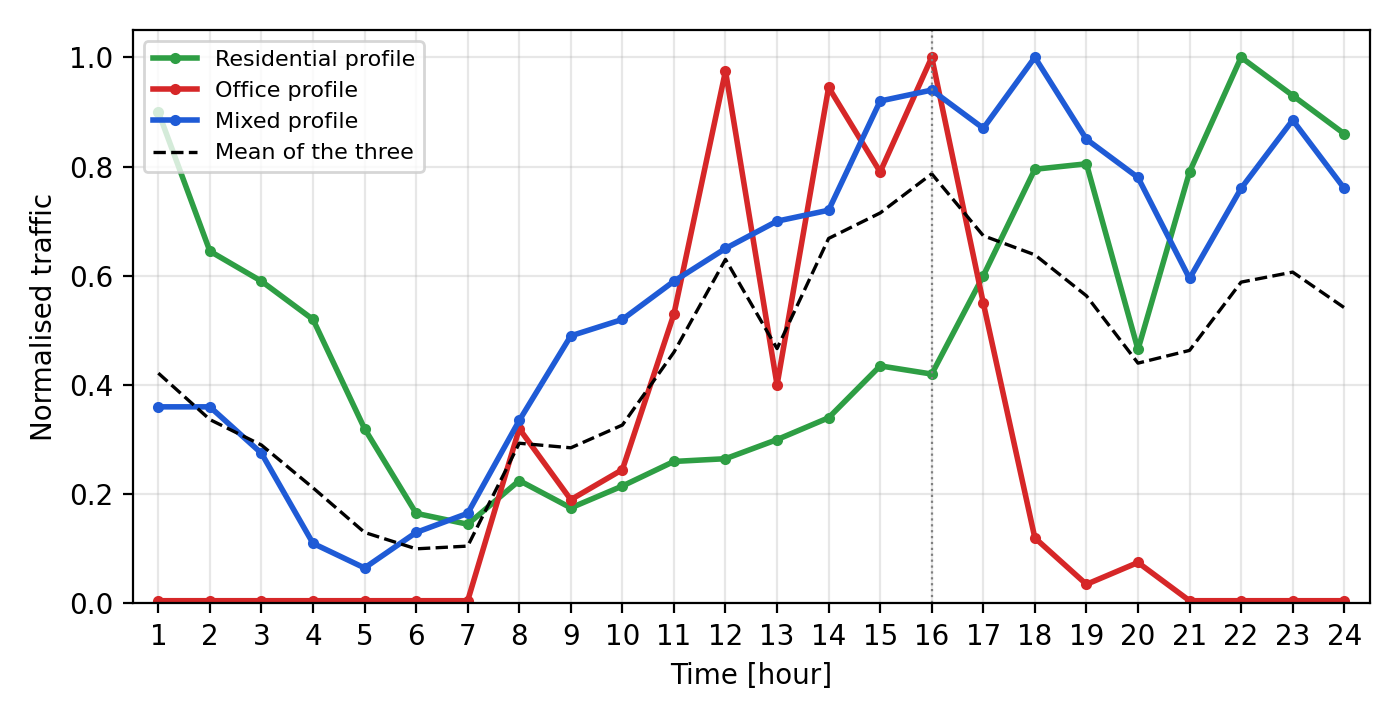 Residential profile
Office profile
Mixed profile
Mean of the three
Normalised traffic
1.0
0.8
0.6
0.4
0.2
0.0
1 2 3 4 5 6 7 8 9 10 11 12 13 14 15 16 17 18 19 20 21 22 23 24
Time [hour]